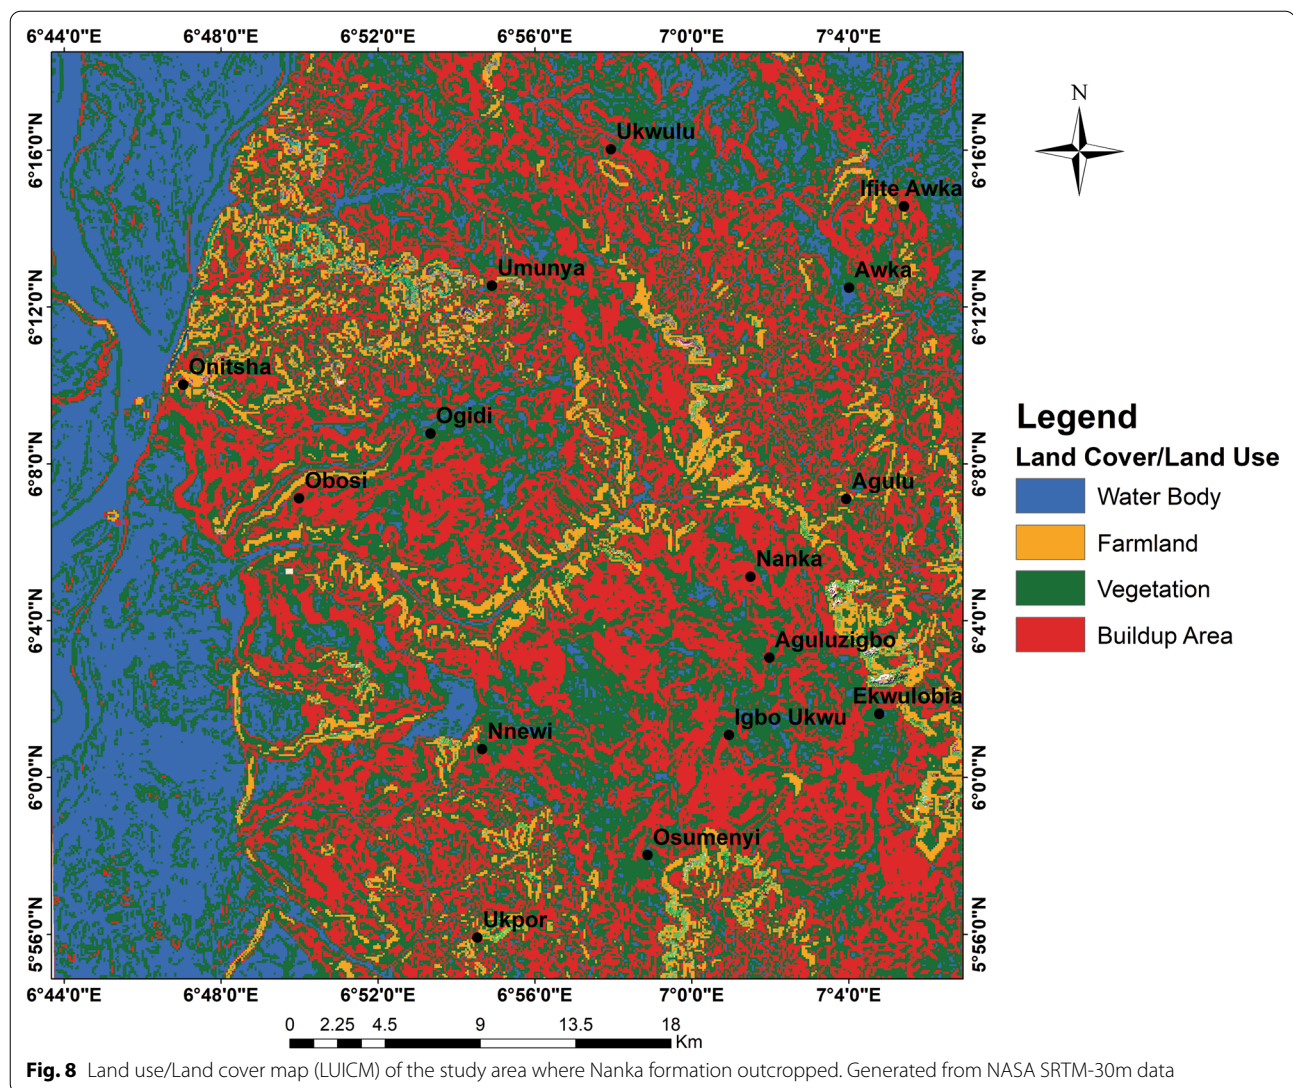 6°44'0"E 6°48'0"E 6°52'0"E 6°56'0"E 7°0'0"E 7°4'0"E
N
6°16'0"N
6°12'0"N
6°8'0"N
6°4'0"N
6°0'0"N
5°56'0"N
Ukwulu
Ifite Awka
Umunya
Awka
Onitsha
Ogidi
Obosi
Agulu
Nanka
Aguluzigbo
Ekwulobia
Igbo Ukwu
Nnewi
Osumenyi
Ukpor
6°16'0"N
6°12'0"N
6°8'0"N
6°4'0"N
6°0'0"N
5°56'0"N
Legend
Land Cover/Land Use
Water Body
Farmland
Vegetation
Buildup Area
6°44'0"E 6°48'0"E 6°52'0"E 6°56'0"E 7°0'0"E 7°4'0"E
0 2.25 4.5 9 13.5 18
Km
Fig. 8 Land use/Land cover map (LUlCM) of the study area where Nanka formation outcropped. Generated from NASA SRTM-30m data